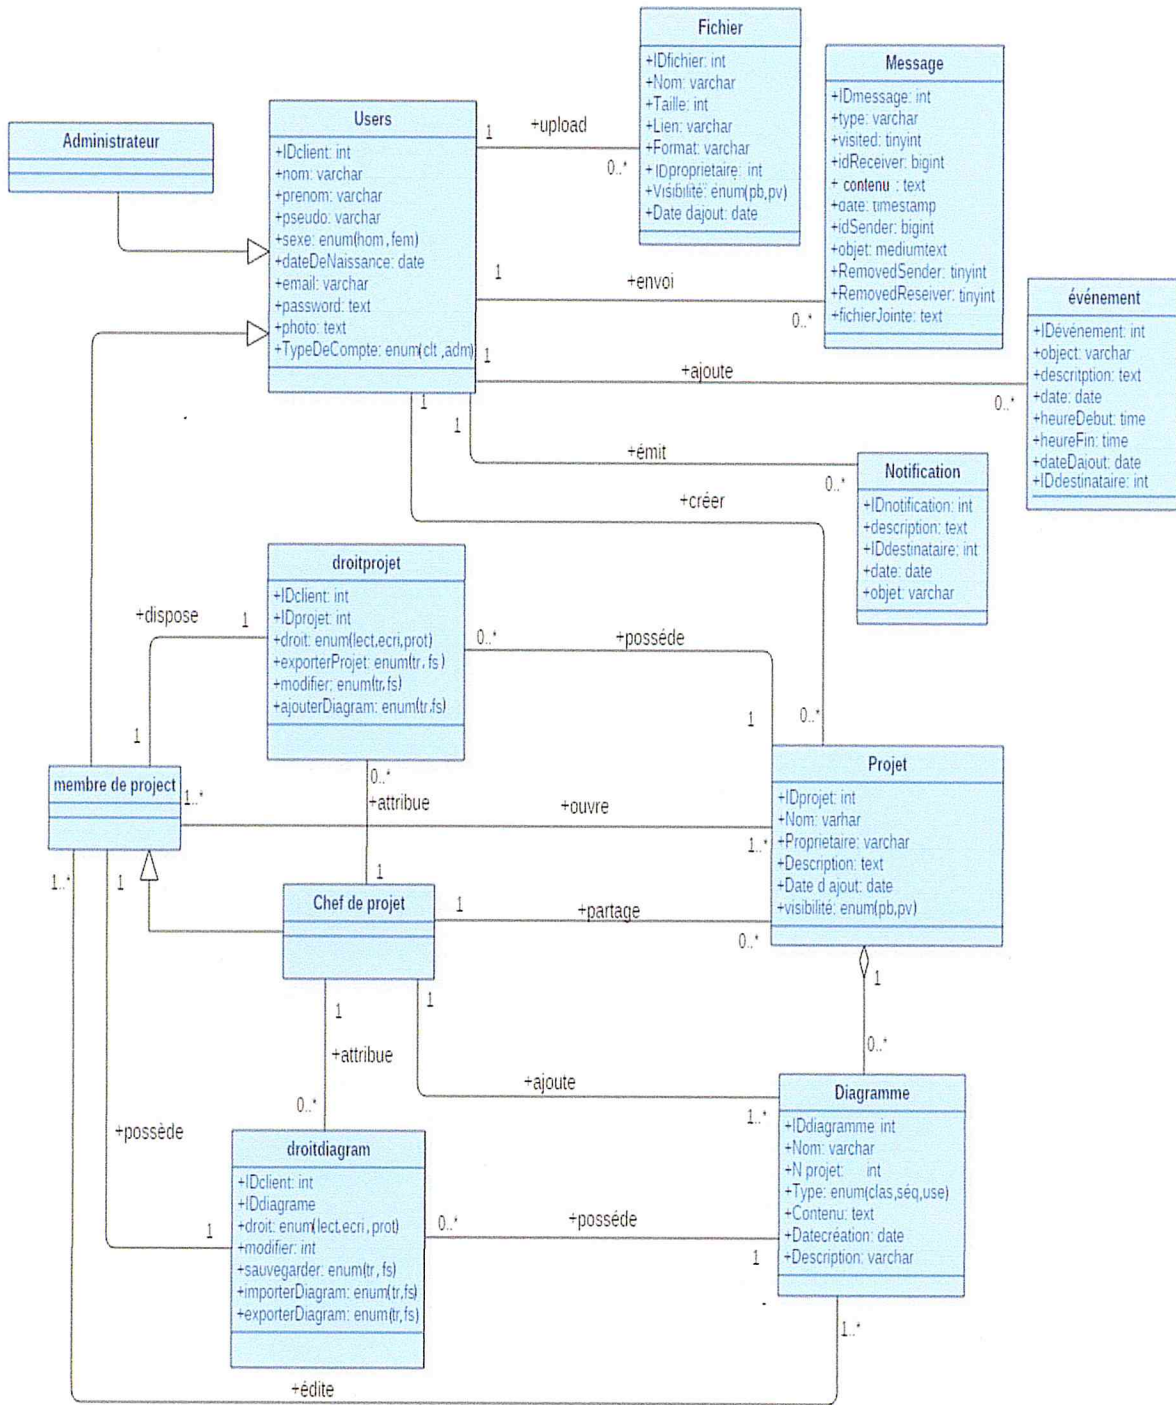 Fichier
+IDfichier: int
+Nom: varchar
+Taille: int
+Lien: varchar
+Format: varchar
+IDproprietaire: int
+Visibilité: enum(pb,pv)
+Date dajout: date
Message
+IDmessage: int
+type: varchar
+visited: tinyint
+idReceiver: bigint
+ contenu : text
+date: timestamp
+idSender: bigint
+objet: mediumtext
+RemovedSender: tinyint
+RemovedReseiver: tinyint
+fichierJointe: text
Administrateur
Users
+IDclient: int
+nom: varchar
+prenom: varchar
+pseudo: varchar
+sexe: enum(hom,fem)
+dateDeNaissance: date
+email: varchar
+password: text
+photo: text
+TypeDeCompte: enum(clt,adm)
1
+upload
0..*
1
+envoi
0..*
1
+ajoute
0..*
événement
+IDévénement: int
+object: varchar
+descritption: text
+date: date
+heureDebut: time
+heureFin: time
+dateDajout: date
+IDdestinataire: int
1
1
+émit
0..*
Notification
+IDnotification: int
+description: text
+IDdestinataire: int
+date: date
+objet: varchar
+créer
0..*
droitprojet
+IDclient: int
+IDprojet: int
+droit: enum(lect,ecri,prot)
+exporterProjet: enum(tr,fs)
+modifier: enum(tr,fs)
+ajouterDiagram: enum(tr,fs)
+dispose
1
1
0..*
+posséde
1
membre de project
1..*
+ouvre
1..*
0..*
+attribue
1
Projet
+IDprojet: int
+Nom: varhar
+Proprietaire: varchar
+Description: text
+Date d ajout: date
+visibilité: enum(pb,pv)
1..*
1
Chef de projet
1
+partage
0..*
1
0..*
1
+attribue
0..*
1
+ajoute
1..*
Diagramme
+IDdiagramme int
+Nom: varchar
+N projet: int
+Type: enum(clas,séq,use)
+Contenu: text
+Datecréation: date
+Description: varchar
+possède
1
droitdiagram
+IDclient: int
+IDdiagrame
+droit: enum(lect,ecri,prot)
+modifier: int
+sauvegarder: enum(tr,fs)
+importerDiagram: enum(tr,fs)
+exporterDiagram: enum(tr,fs)
0..*
+posséde
1
1..*
+édite